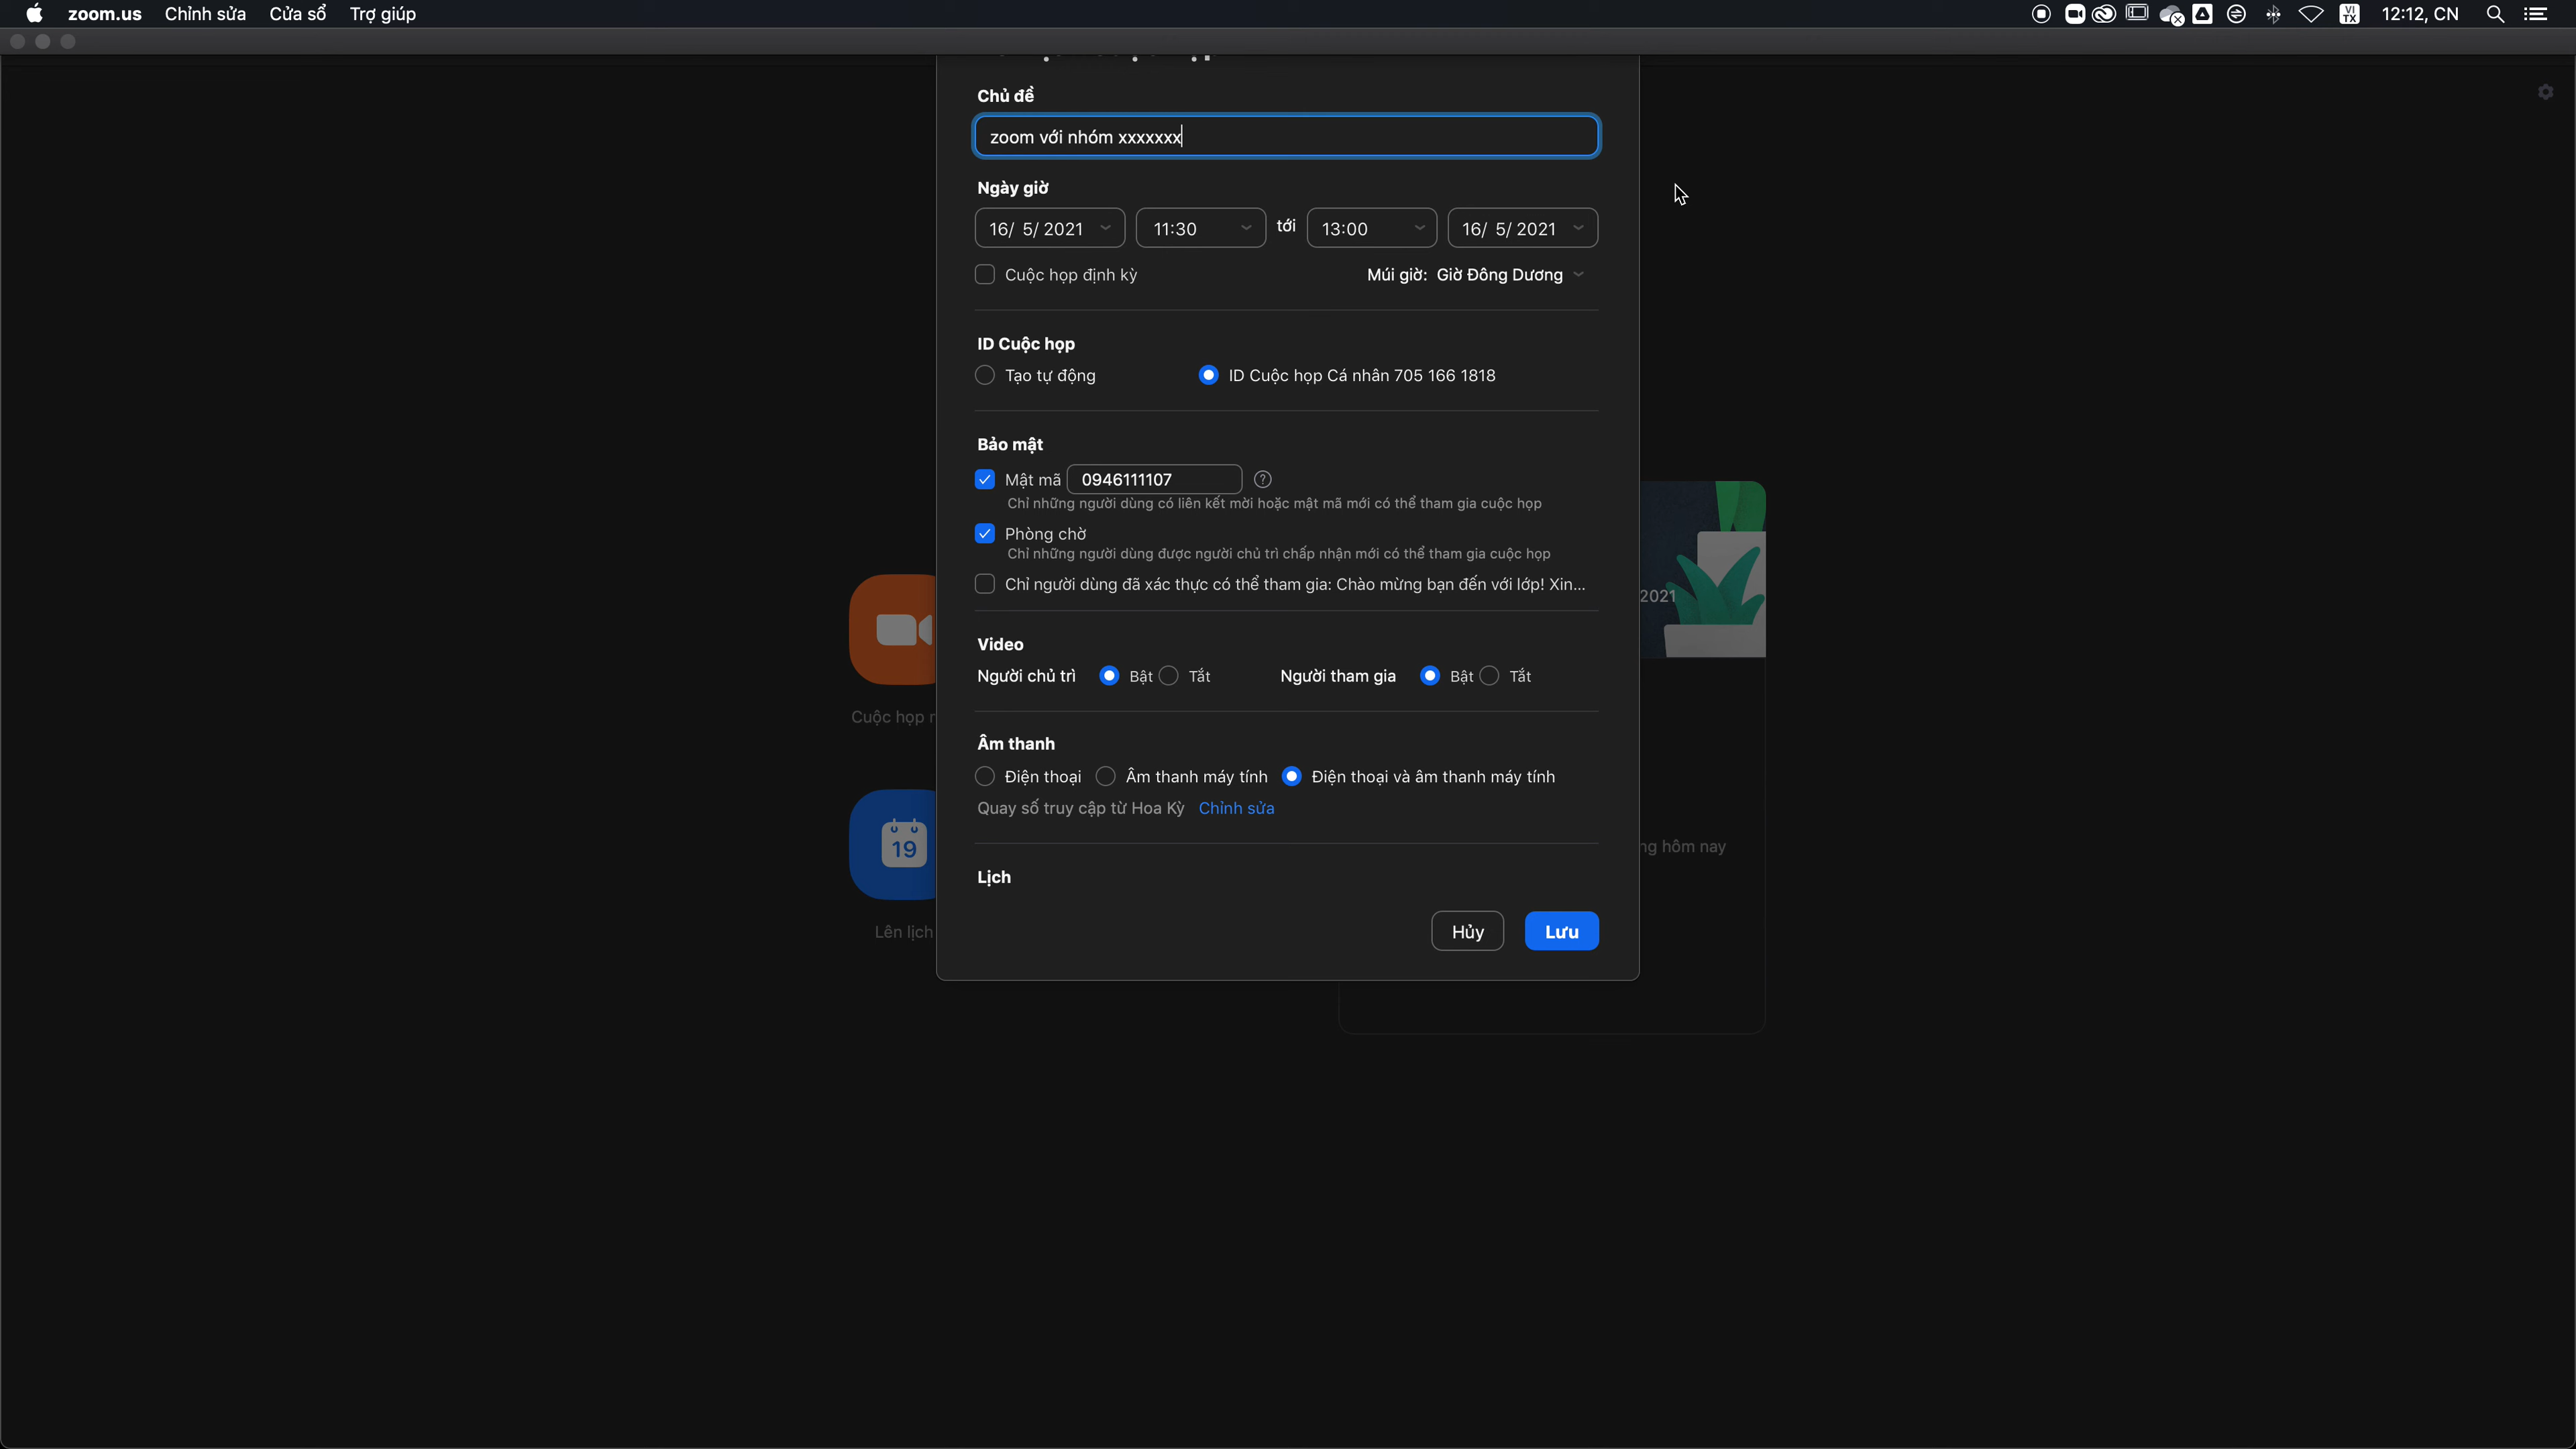 zoom.us Chỉnh sửa Cửa sổ Trợ giúp
VI TX 12:12, CN
Chủ đề
zoom với nhóm xxxxxxx
Ngày giờ
16/ 5/ 2021 11:30 tới 13:00 16/ 5/ 2021
Cuộc họp định kỳ Múi giờ: Giờ Đông Dương
ID Cuộc họp
Tạo tự động ID Cuộc họp Cá nhân 705 166 1818
Bảo mật
Mật mã 0946111107 ?
Chỉ những người dùng có liên kết mời hoặc mật mã mới có thể tham gia cuộc họp
Phòng chờ
Chỉ những người dùng được người chủ trì chấp nhận mới có thể tham gia cuộc họp
Chỉ người dùng đã xác thực có thể tham gia: Chào mừng bạn đến với lớp! Xin...
2021
Video
Người chủ trì Bật Tắt Người tham gia Bật Tắt
Cuộc họp
Âm thanh
Điện thoại Âm thanh máy tính Điện thoại và âm thanh máy tính
Quay số truy cập từ Hoa Kỳ Chỉnh sửa
19
ng hôm nay
Lịch
Lên lịch
Hủy Lưu